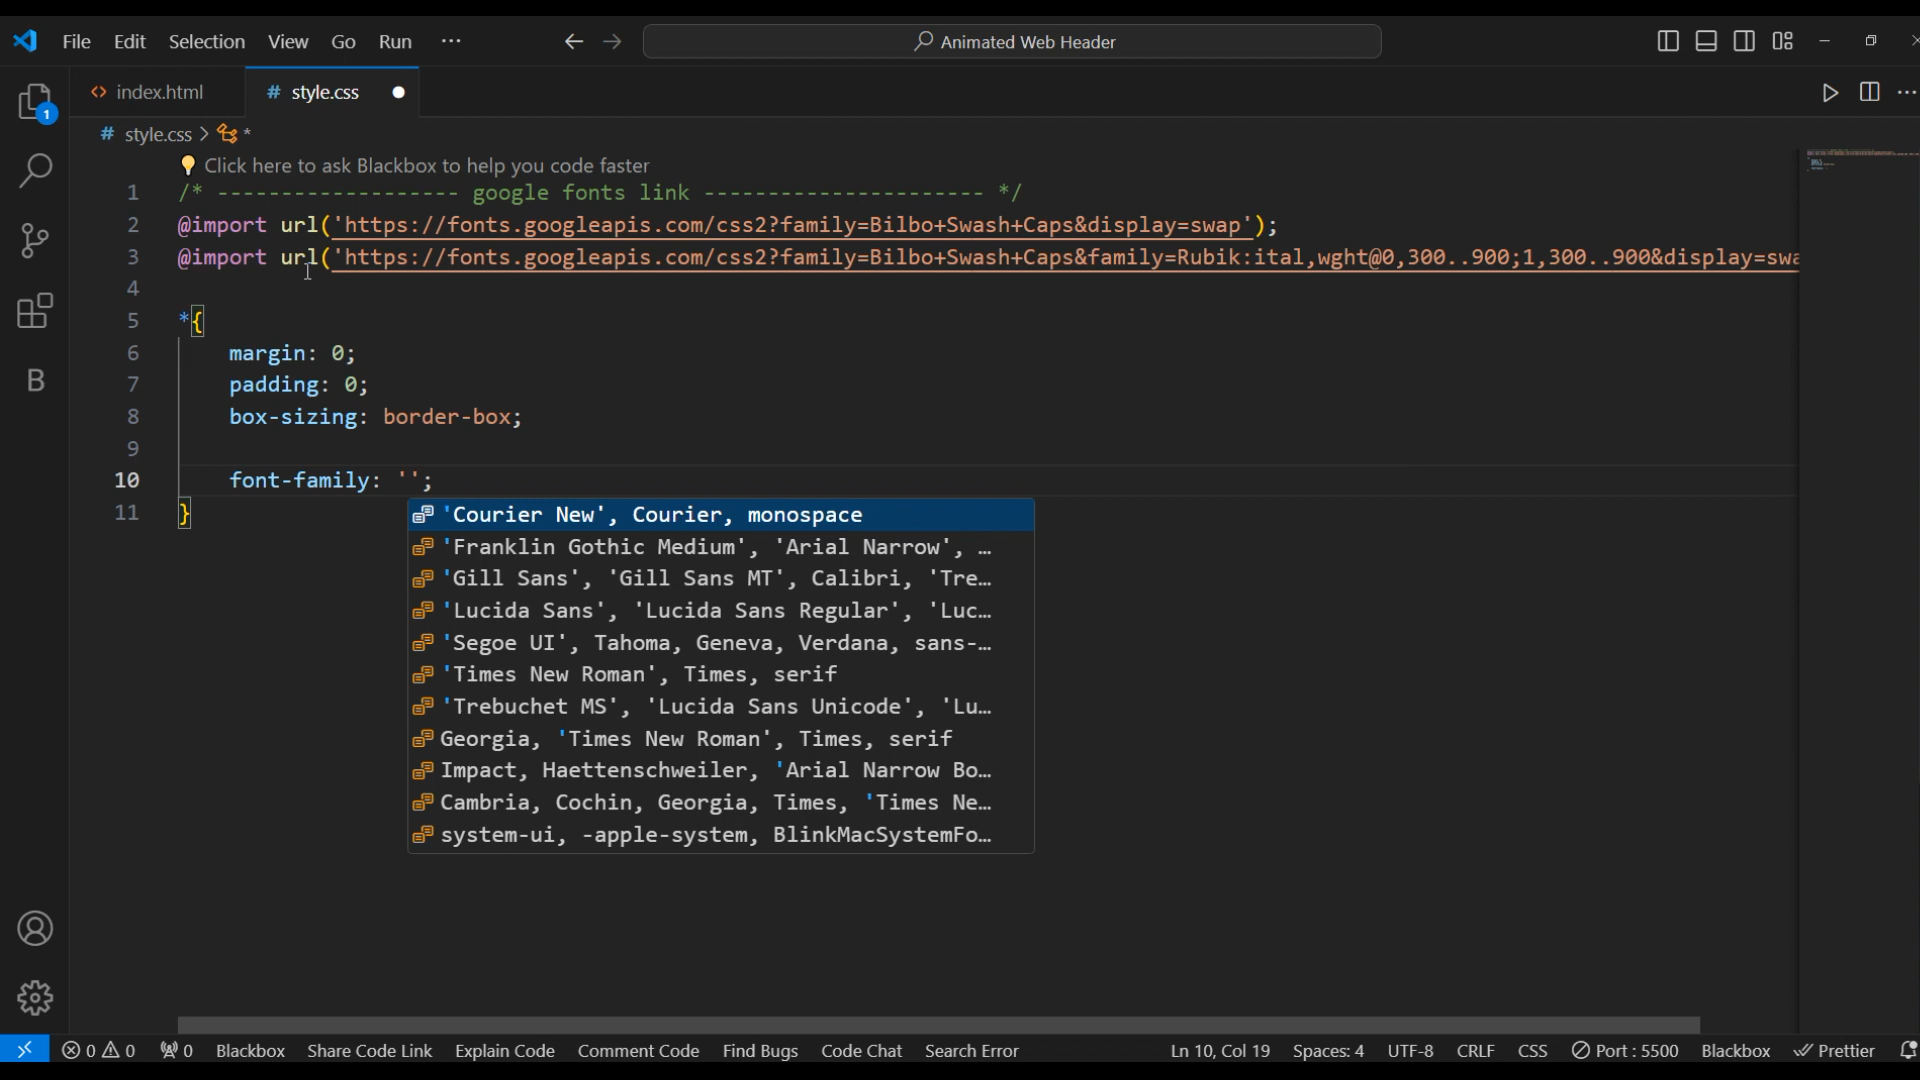 File Edit Selection View Go Run ··· Animated Web Header
index.html # style.css
# style.css > *
Click here to ask Blackbox to help you code faster
1 /* ------------------- google fonts link ---------------------- */
2 @import url('https://fonts.googleapis.com/css2?family=Bilbo+Swash+Caps&display=swap');
3 @import url('https://fonts.googleapis.com/css2?family=Bilbo+Swash+Caps&family=Rubik:ital,wght@0,300..900;1,300..900&display=swa
4
5 *{
6 margin: 0;
7 padding: 0;
8 box-sizing: border-box;
9
10 font-family: '';
11 }
'Courier New', Courier, monospace
'Franklin Gothic Medium', 'Arial Narrow', …
'Gill Sans', 'Gill Sans MT', Calibri, 'Tre…
'Lucida Sans', 'Lucida Sans Regular', 'Luc…
'Segoe UI', Tahoma, Geneva, Verdana, sans-…
'Times New Roman', Times, serif
'Trebuchet MS', 'Lucida Sans Unicode', 'Lu…
Georgia, 'Times New Roman', Times, serif
Impact, Haettenschweiler, 'Arial Narrow Bo…
Cambria, Cochin, Georgia, Times, 'Times Ne…
system-ui, -apple-system, BlinkMacSystemFo…
1
B
0 0 0 Blackbox Share Code Link Explain Code Comment Code Find Bugs Code Chat Search Error Ln 10, Col 19 Spaces: 4 UTF-8 CRLF CSS Port : 5500 Blackbox Prettier